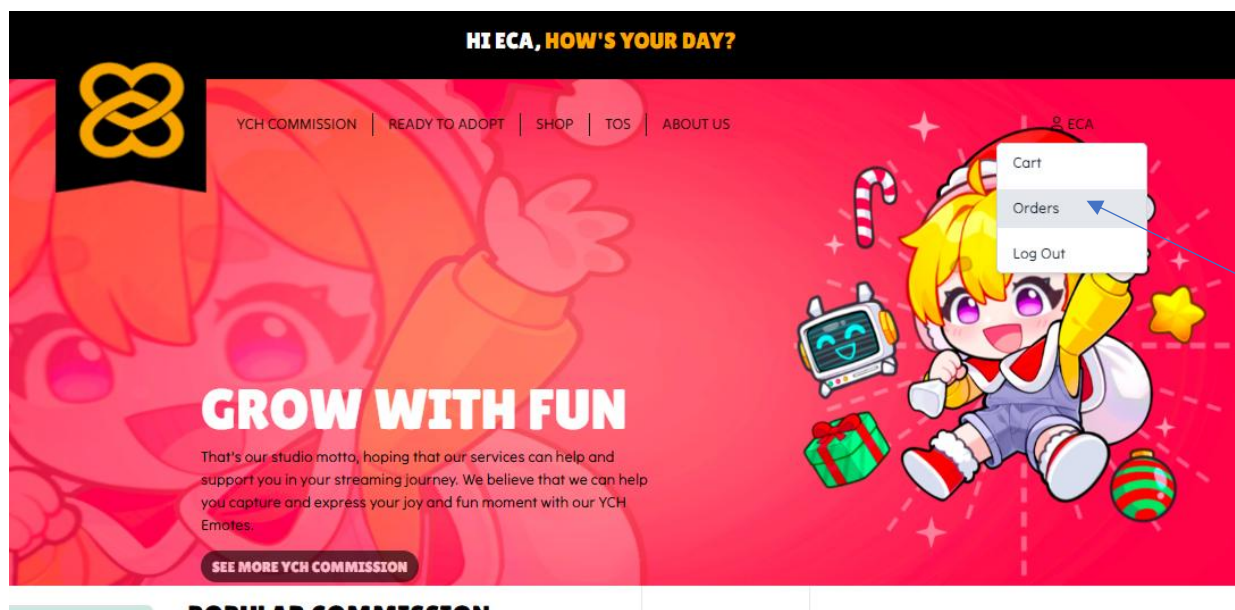 HI ECA, HOW'S YOUR DAY?
YCH COMMISSION READY TO ADOPT SHOP TOS ABOUT US ECA
Cart
Orders
Log Out
GROW WITH FUN
That's our studio motto, hoping that our services can help and
support you in your streaming journey. We believe that we can help
you capture and express your joy and fun moment with our YCH
Emotes.
SEE MORE YCH COMMISSION
POPULAR COMMISSION